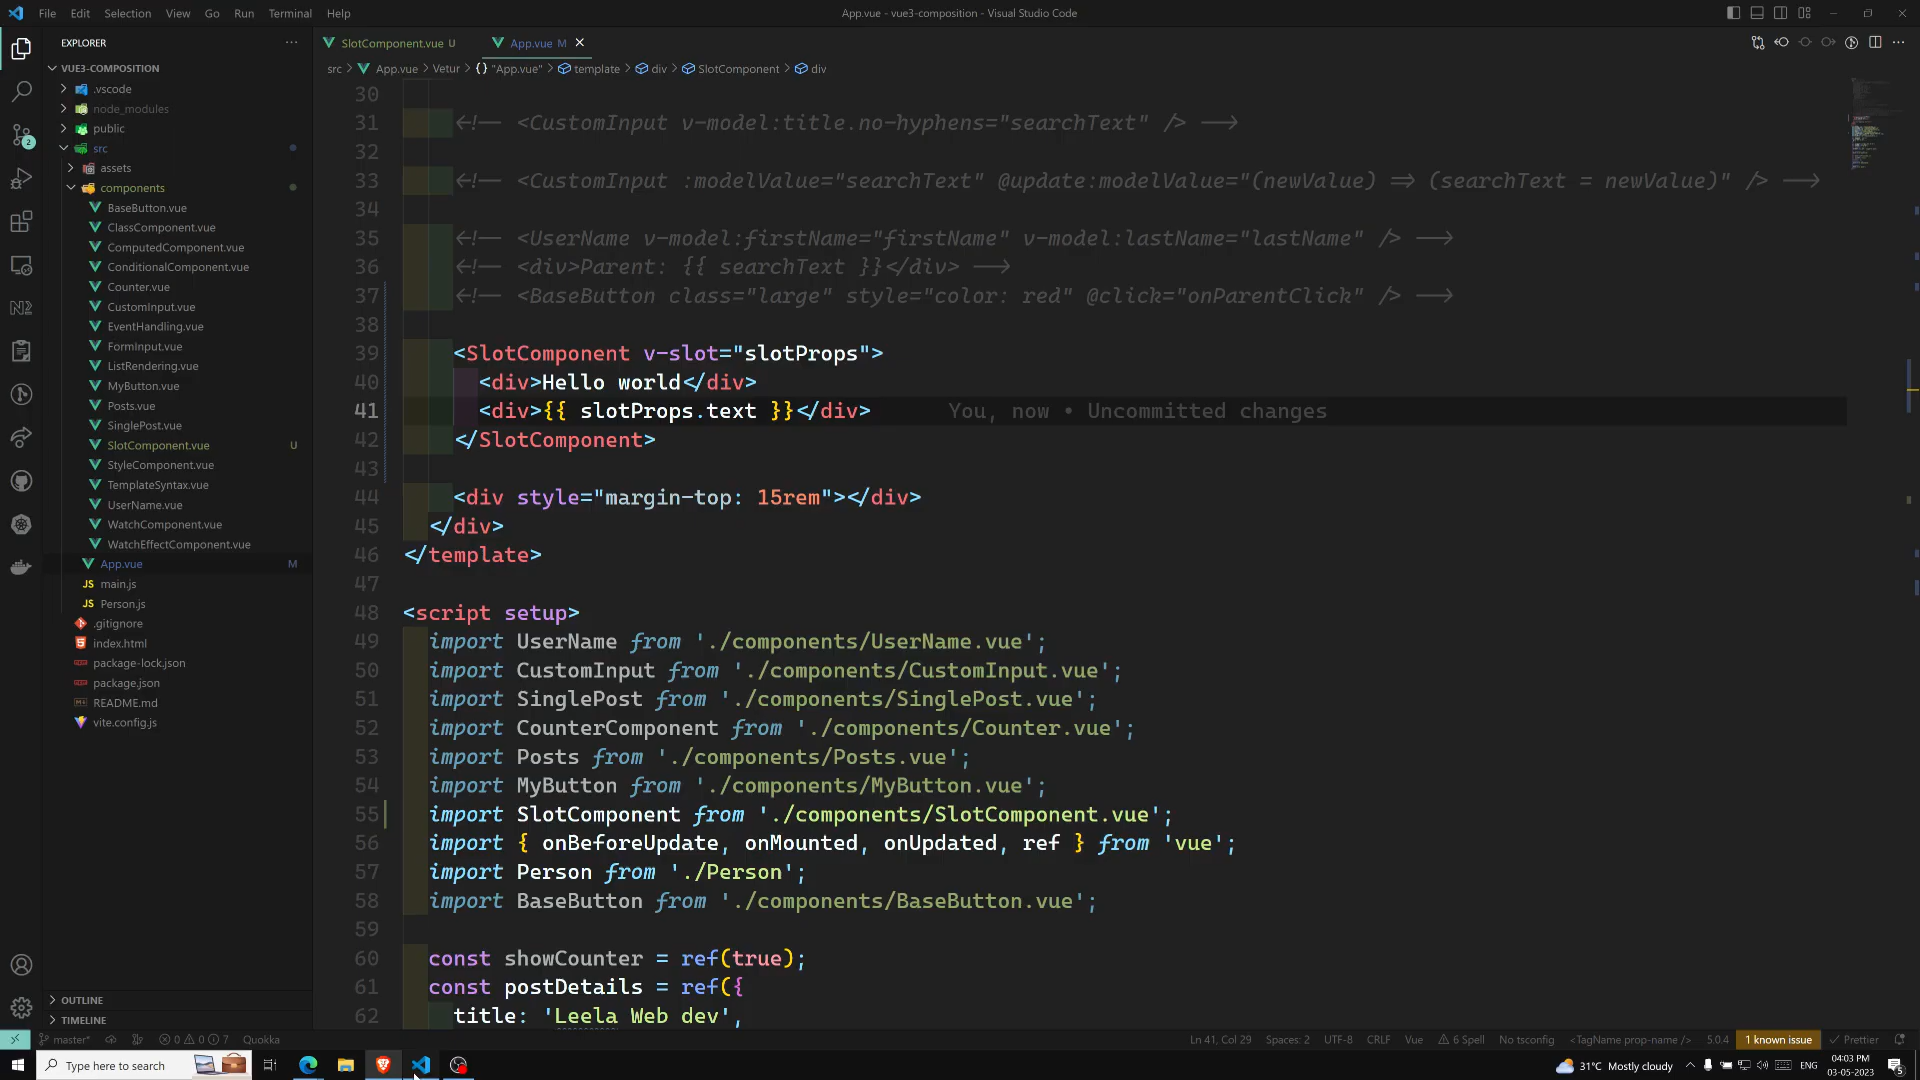 File Edit Selection View Go Run Terminal Help
App.vue - vue3-composition - Visual Studio Code
EXPLORER
VUE3-COMPOSITION
.vscode
node_modules
public
src
assets
components
BaseButton.vue
ClassComponent.vue
ComputedComponent.vue
ConditionalComponent.vue
Counter.vue
CustomInput.vue
EventHandling.vue
FormInput.vue
ListRendering.vue
MyButton.vue
Posts.vue
SinglePost.vue
SlotComponent.vue U
StyleComponent.vue
TemplateSyntax.vue
UserName.vue
WatchComponent.vue
WatchEffectComponent.vue
App.vue M
JS main.js
JS Person.js
.gitignore
index.html
package-lock.json
package.json
README.md
vite.config.js
OUTLINE
TIMELINE
SlotComponent.vue U App.vue M
src > App.vue > Vetur > {} "App.vue" > template > div > SlotComponent > div
30
31 <!-- <CustomInput v-model:title.no-hyphens="searchText" /> -->
32
33 <!-- <CustomInput :modelValue="searchText" @update:modelValue="(newValue) => (searchText = newValue)" /> -->
34
35 <!-- <UserName v-model:firstName="firstName" v-model:lastName="lastName" /> -->
36 <!-- <div>Parent: {{ searchText }}</div> -->
37 <!-- <BaseButton class="large" style="color: red" @click="onParentClick" /> -->
38
39 <SlotComponent v-slot="slotProps">
40 <div>Hello world</div>
41 <div>{{ slotProps.text }}</div> You, now • Uncommitted changes
42 </SlotComponent>
43
44 <div style="margin-top: 15rem"></div>
45 </div>
46 </template>
47
48 <script setup>
49 import UserName from './components/UserName.vue';
50 import CustomInput from './components/CustomInput.vue';
51 import SinglePost from './components/SinglePost.vue';
52 import CounterComponent from './components/Counter.vue';
53 import Posts from './components/Posts.vue';
54 import MyButton from './components/MyButton.vue';
55 import SlotComponent from './components/SlotComponent.vue';
56 import { onBeforeUpdate, onMounted, onUpdated, ref } from 'vue';
57 import Person from './Person';
58 import BaseButton from './components/BaseButton.vue';
59
60 const showCounter = ref(true);
61 const postDetails = ref({
62 title: 'Leela Web dev',
master* 0 0 7 Quokka
Ln 41, Col 29 Spaces: 2 UTF-8 CRLF Vue 6 Spell No tsconfig <TagName prop-name /> 5.0.4 1 known issue Prettier
Type here to search
31°C Mostly cloudy ENG
04:03 PM
03-05-2023
5